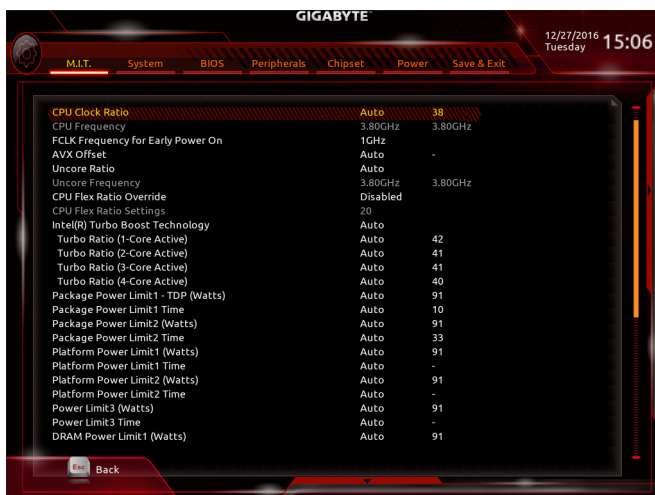 GIGABYTE
12/27/2016 Tuesday 15:06
M.I.T. System BIOS Peripherals Chipset Power Save & Exit
CPU Clock Ratio Auto 38
CPU Frequency 3.80GHz 3.80GHz
FCLK Frequency for Early Power On 1GHz
AVX Offset Auto -
Uncore Ratio Auto
Uncore Frequency 3.80GHz 3.80GHz
CPU Flex Ratio Override Disabled
CPU Flex Ratio Settings 20
Intel(R) Turbo Boost Technology Auto
Turbo Ratio (1-Core Active) Auto 42
Turbo Ratio (2-Core Active) Auto 41
Turbo Ratio (3-Core Active) Auto 41
Turbo Ratio (4-Core Active) Auto 40
Package Power Limit1 - TDP (Watts) Auto 91
Package Power Limit1 Time Auto 10
Package Power Limit2 (Watts) Auto 91
Package Power Limit2 Time Auto 33
Platform Power Limit1 (Watts) Auto 91
Platform Power Limit1 Time Auto -
Platform Power Limit2 (Watts) Auto 91
Platform Power Limit2 Time Auto -
Power Limit3 (Watts) Auto 91
Power Limit3 Time Auto -
DRAM Power Limit1 (Watts) Auto 91
Esc Back